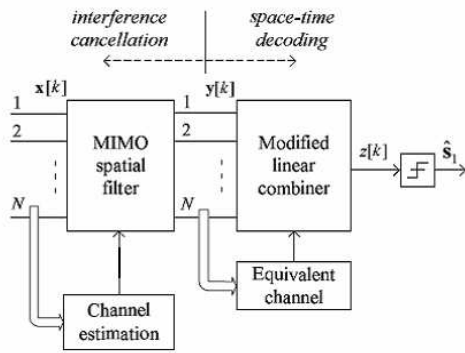 interference cancellation
space-time decoding
x[k]
y[k]
1
2
N
MIMO spatial filter
1
2
N
Modified linear combiner
z[k]
ŝ₁
Channel estimation
Equivalent channel